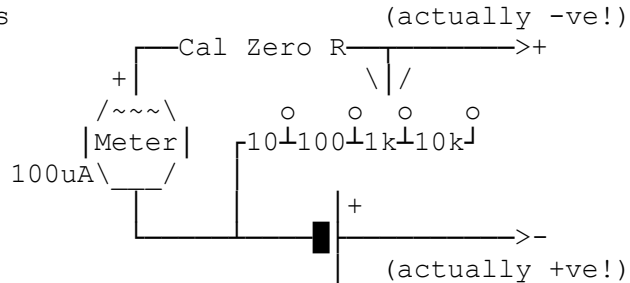 s (actually -ve!)
Cal Zero R >+
+
Meter
10 100 1k 10k
100uA
+
>-
(actually +ve!)